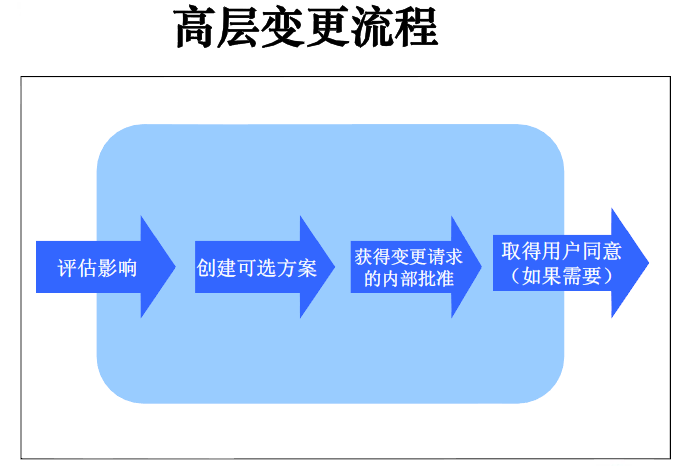 高层变更流程
评估影响
创建可选方案
获得变更请求
的内部批准
取得用户同意
（如果需要）